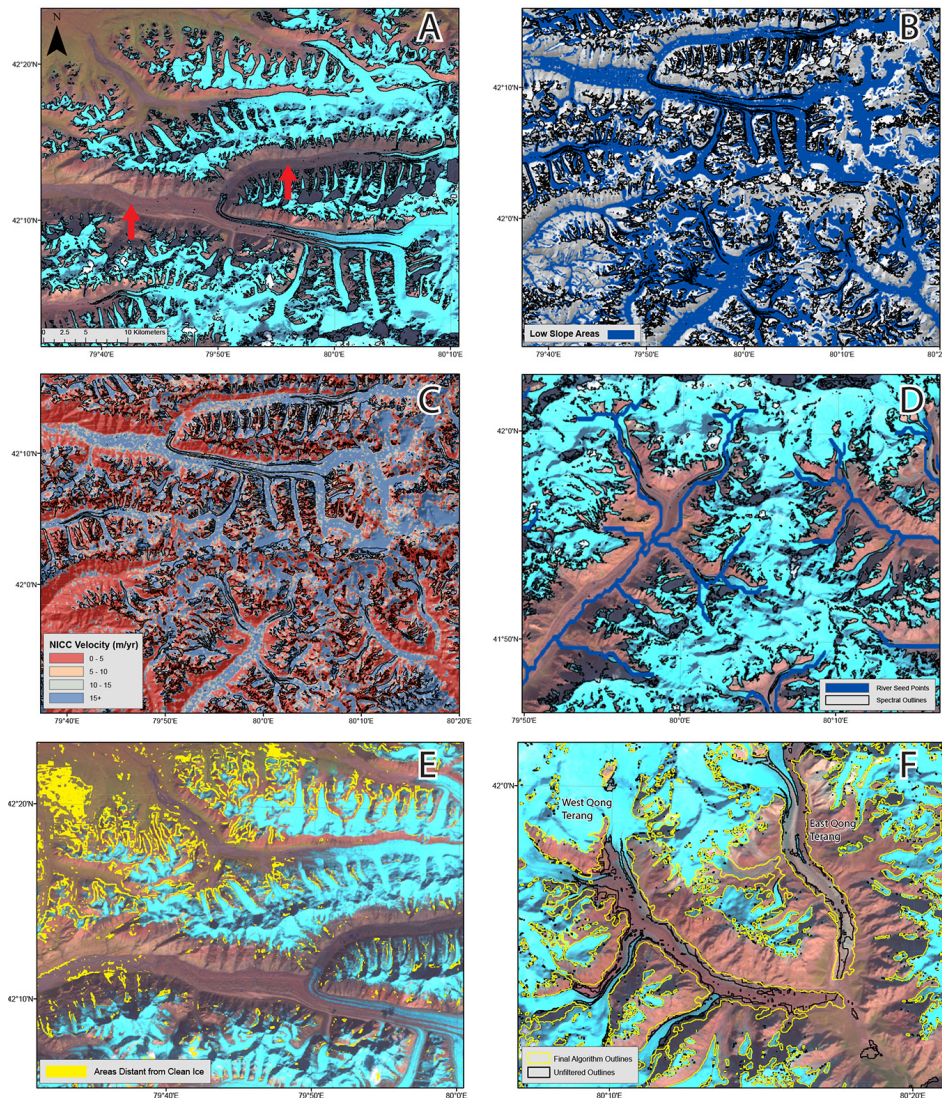 N
A
42°20'N
42°10'N
0 2.5 5 10 Kilometers
79°40'E
79°50'E
80°0'E
80°10'E
B
42°10'N
42°0'N
Low Slope Areas
79°40'E
79°50'E
80°0'E
80°10'E
80°2
C
42°10'N
42°0'N
NICC Velocity (m/yr)
0 - 5
5 - 10
10 - 15
15+
79°40'E
79°50'E
80°0'E
80°10'E
80°20'E
D
42°0'N
41°50'N
River Seed Points
Spectral Outlines
79°50'E
80°0'E
80°10'E
E
42°20'N
42°10'N
Areas Distant from Clean Ice
79°40'E
79°50'E
80°0'E
F
42°0'N
West Qong
Terang
East Qong
Terang
Final Algorithm Outlines
Unfiltered Outlines
80°10'E
80°20'E